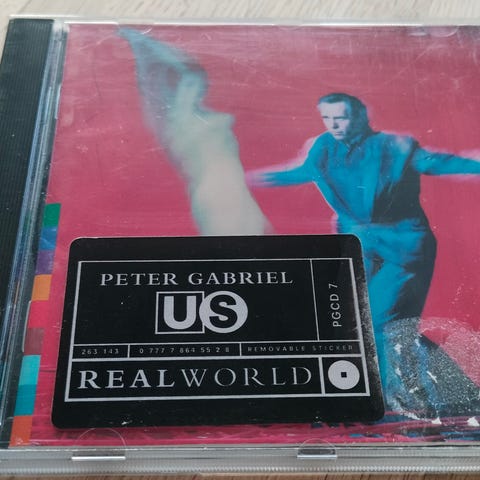 PETER GABRIEL
US
PGCD 7
263 143 0 777 7 864 55 2 8 REMOVABLE STICKER
REALWORLD